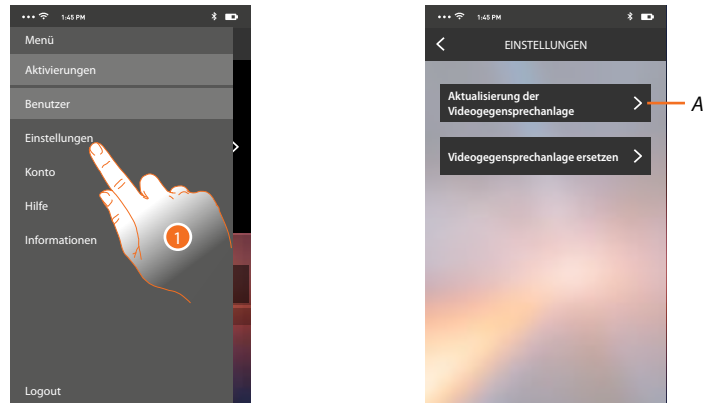 1:45 PM
Menü
Aktivierungen
Benutzer
Einstellungen
Konto
Hilfe
Informationen
1
Logout
1:45 PM
EINSTELLUNGEN
Aktualisierung der
Videogegensprechanlage
A
Videogegensprechanlage ersetzen